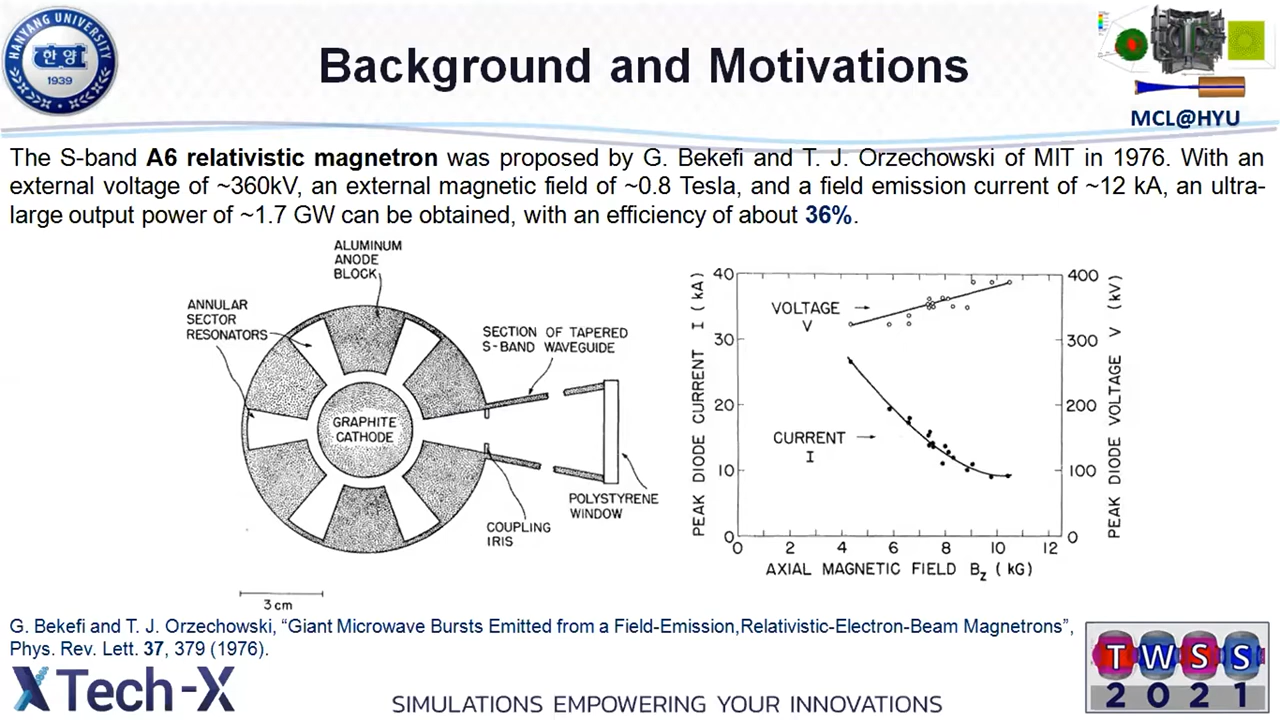 HANYANG UNIVERSITY
한양
1939
Background and Motivations
MCL@HYU
The S-band A6 relativistic magnetron was proposed by G. Bekefi and T. J. Orzechowski of MIT in 1976. With an
external voltage of ~360kV, an external magnetic field of ~0.8 Tesla, and a field emission current of ~12 kA, an ultra-
large output power of ~1.7 GW can be obtained, with an efficiency of about 36%.
ALUMINUM
ANODE
BLOCK
ANNULAR
SECTOR
RESONATORS
SECTION OF TAPERED
S-BAND WAVEGUIDE
GRAPHITE
CATHODE
POLYSTYRENE
WINDOW
COUPLING
IRIS
3 cm
PEAK DIODE CURRENT I (kA)
40
30
20
10
0
VOLTAGE
V
CURRENT
I
400
300
200
100
0
PEAK DIODE VOLTAGE V (kV)
0 2 4 6 8 10 12
AXIAL MAGNETIC FIELD Bz (kG)
G. Bekefi and T. J. Orzechowski, “Giant Microwave Bursts Emitted from a Field-Emission,Relativistic-Electron-Beam Magnetrons”,
Phys. Rev. Lett. 37, 379 (1976).
Tech-X
SIMULATIONS EMPOWERING YOUR INNOVATIONS
TWSS
2021